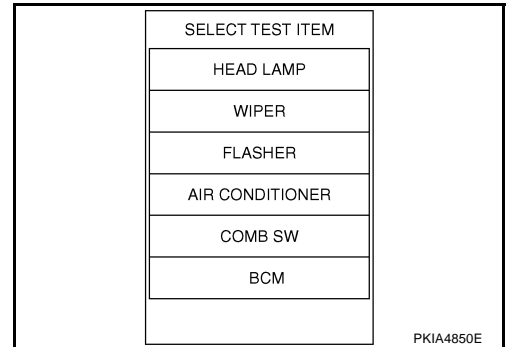 SELECT TEST ITEM
HEAD LAMP
WIPER
FLASHER
AIR CONDITIONER
COMB SW
BCM
PKIA4850E